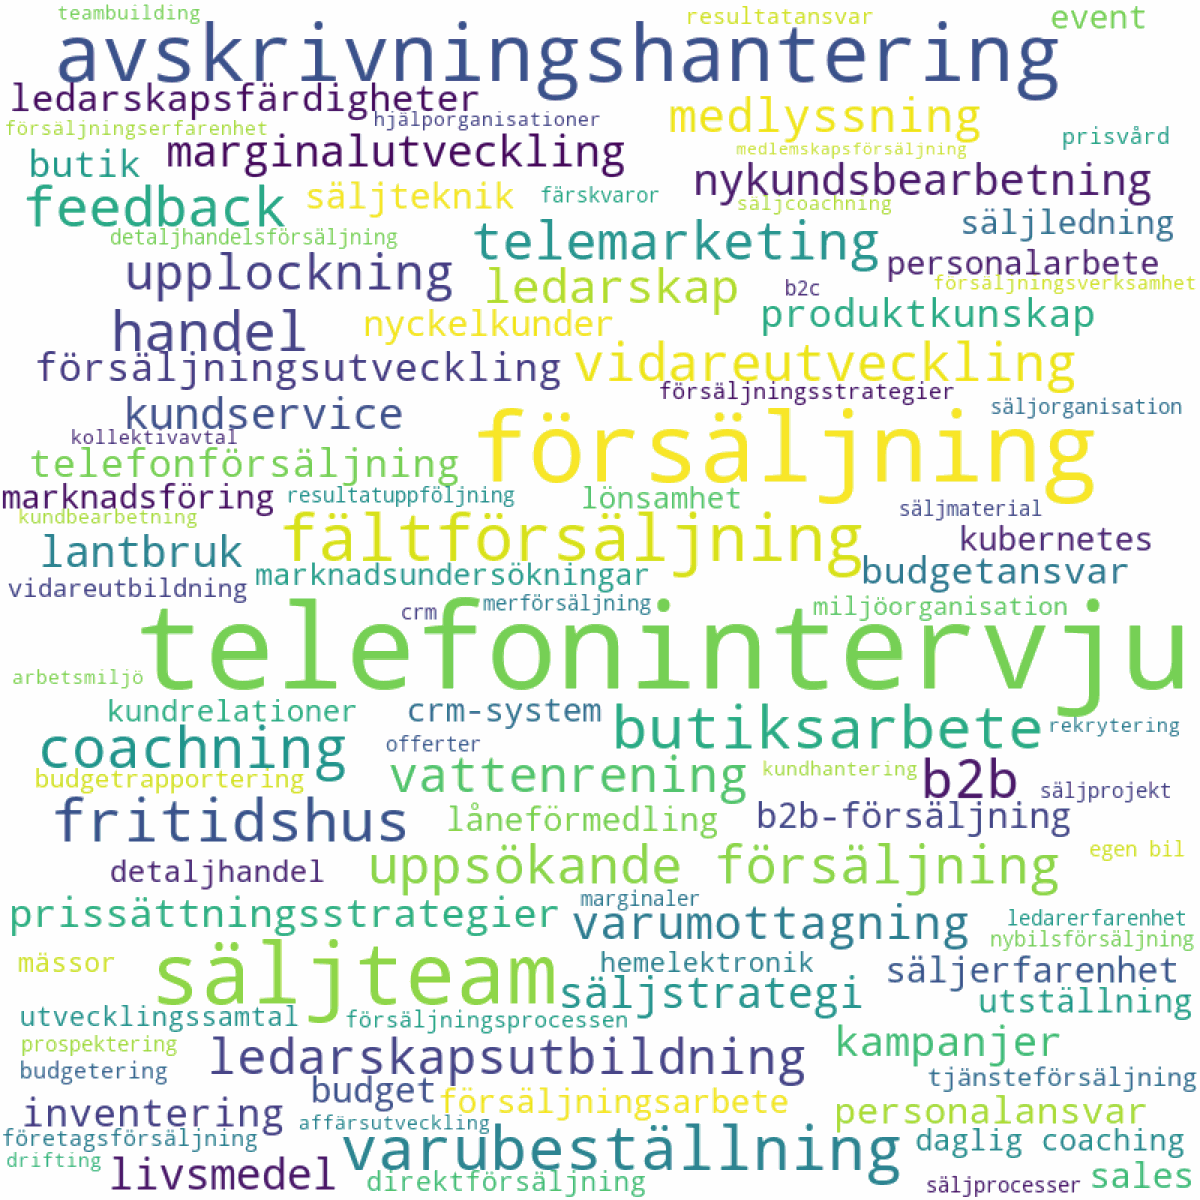 teambuilding
resultatansvar
event
avskrivningshantering
ledarskapsfärdigheter
medlyssning
hjälporganisationer
försäljningserfarenhet
prisvård
marginalutveckling
medlemskapsförsäljning
butik
nykundsbearbetning
feedback
säljteknik
färskvaror
säljcoachning
säljledning
detaljhandelsförsäljning
telemarketing
upplockning
personalarbete
ledarskap
b2c
försäljningsverksamhet
handel
nyckelkunder
produktkunskap
försäljningsutveckling
vidareutveckling
försäljningsstrategier
kundservice
säljorganisation
kollektivavtal
försäljning
telefonförsäljning
marknadsföring
resultatuppföljning
lönsamhet
säljmaterial
kundbearbetning
fältförsäljning
kubernetes
lantbruk
marknadsundersökningar
budgetansvar
vidareutbildning
crm
merförsäljning
miljöorganisation
telefonintervju
arbetsmiljö
kundrelationer
crm-system
butiksarbete
rekrytering
coachning
offerter
budgetrapportering
vattenrening
kundhantering
b2b
säljprojekt
fritidshus
låneförmedling
b2b-försäljning
egen bil
detaljhandel
uppsökande försäljning
marginaler
prissättningsstrategier
varumottagning
ledarerfarenhet
nybilsförsäljning
mässor
säljteam
hemelektronik
säljerfarenhet
säljstrategi
utställning
utvecklingssamtal
försäljningsprocessen
prospektering
ledarskapsutbildning
kampanjer
budgetering
tjänsteförsäljning
budget
försäljningsarbete
inventering
personalansvar
affärsutveckling
företagsförsäljning
varubeställning
daglig coaching
drifting
livsmedel
direktförsäljning
säljprocesser
sales